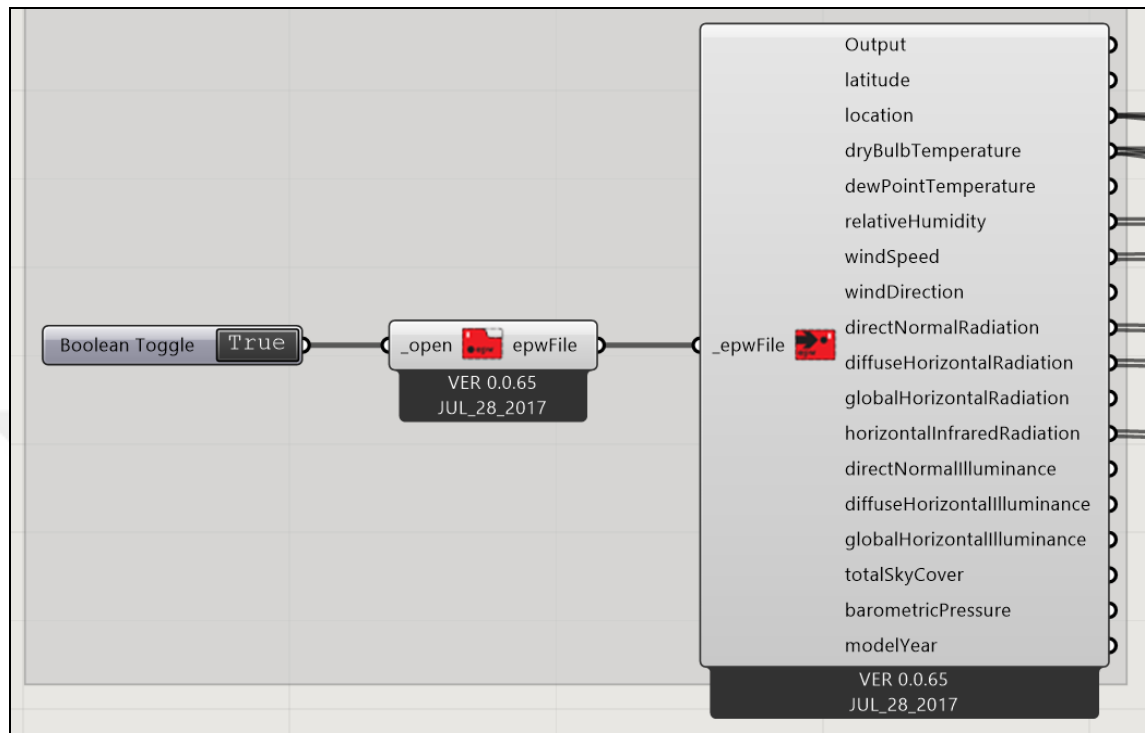 Boolean Toggle True
_open epwFile
VER 0.0.65
JUL_28_2017
_epwFile
Output
latitude
location
dryBulbTemperature
dewPointTemperature
relativeHumidity
windSpeed
windDirection
directNormalRadiation
diffuseHorizontalRadiation
globalHorizontalRadiation
horizontalInfraredRadiation
directNormalIlluminance
diffuseHorizontalIlluminance
globalHorizontalIlluminance
totalSkyCover
barometricPressure
modelYear
VER 0.0.65
JUL_28_2017